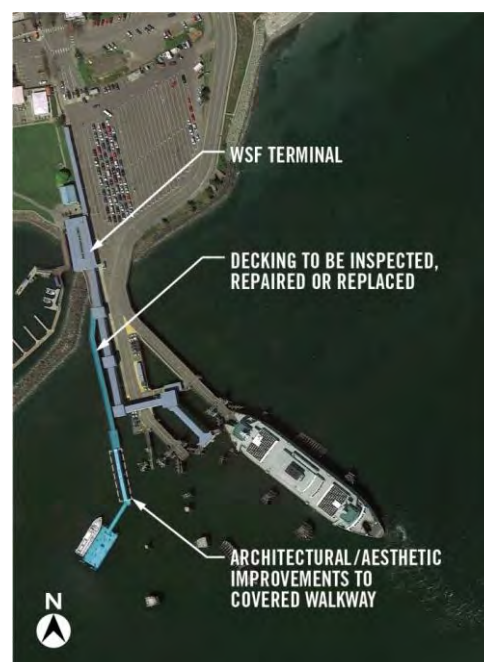 WSF TERMINAL
DECKING TO BE INSPECTED,
REPAIRED OR REPLACED
ARCHITECTURAL/AESTHETIC
IMPROVEMENTS TO
COVERED WALKWAY
N